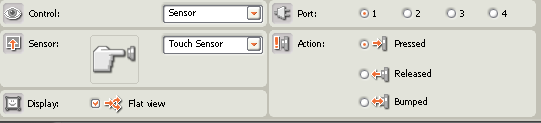 Control: Sensor
Port: 1 2 3 4
Sensor: Touch Sensor
Action: Pressed
Released
Display: Flat view
Bumped